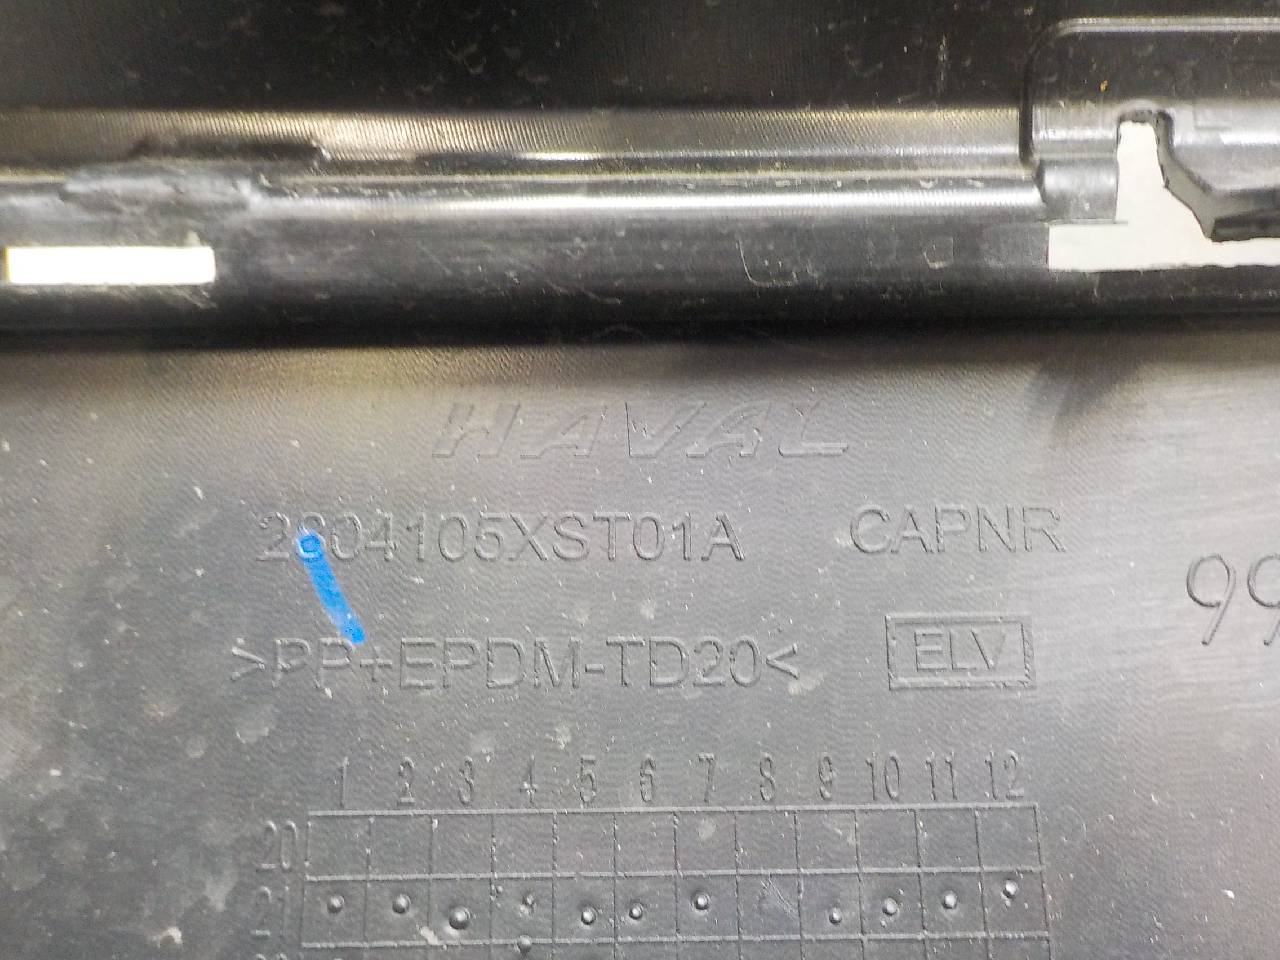 HAVAL
2804105XST01A CAPNR
99
>PP+EPDM-TD20< ELV
1 2 3 4 5 6 7 8 9 10 11 12
20
21